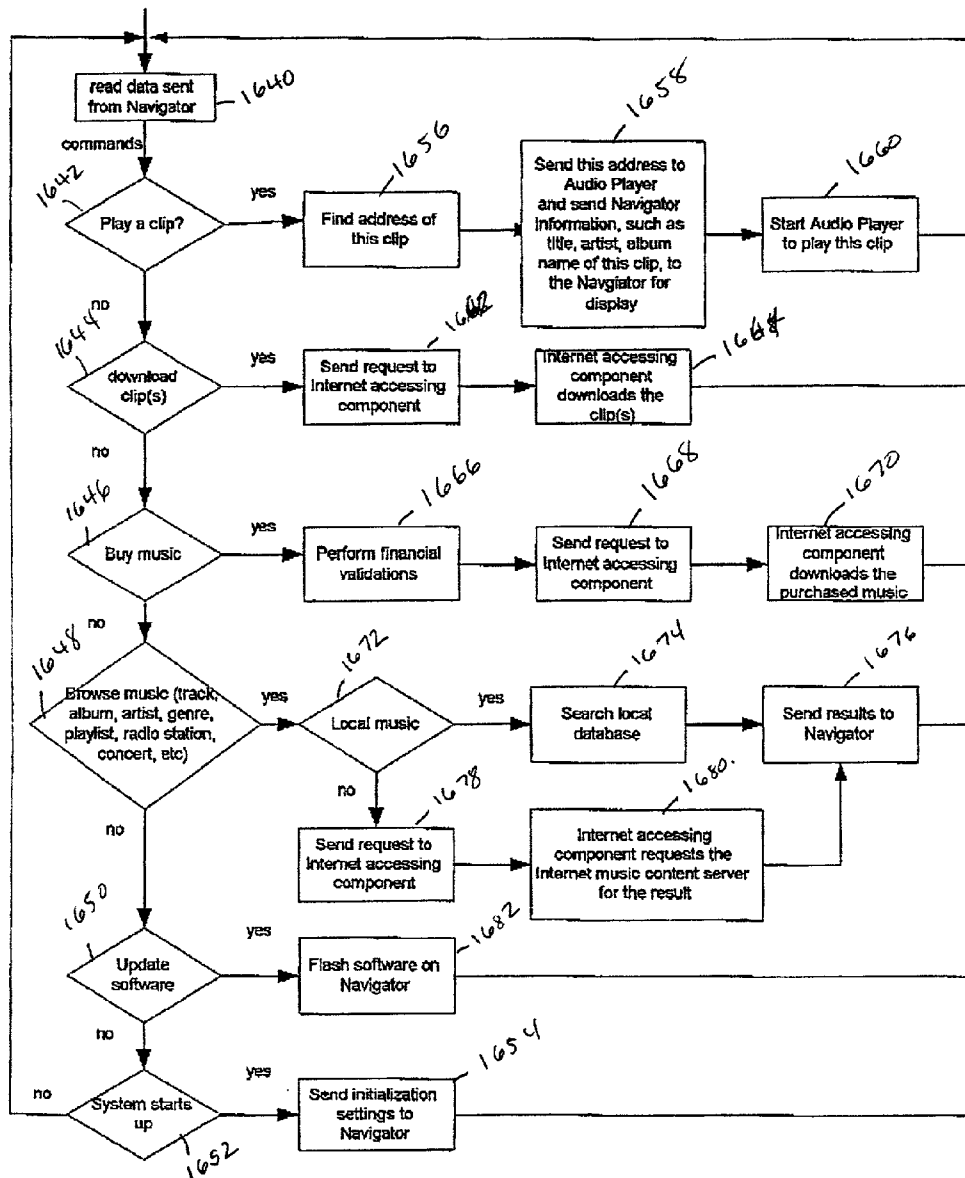 read data sent
from Navigator
1640
commands
1642
Play a clip?
yes
1656
Find address of
this clip
1658
Send this address to
Audio Player
and send Navigator
Information, such as
title, artist, album
name of this clip, to
the Navgiator for
display
1660
Start Audio Player
to play this clip
no
1644
download
clip(s)
yes
1662
Send request to
Internet accessing
component
1664
Internet accessing
component
downloads the
clip(s)
no
1646
Buy music
yes
1666
Perform financial
validations
1668
Send request to
Internet accessing
component
1670
Internet accessing
component
downloads the
purchased music
no
1648
Browse music (track,
album, artist, genre,
playlist, radio station,
concert, etc)
yes
1672
Local music
yes
1674
Search local
database
1676
Send results to
Navigator
no
1678
Send request to
Internet accessing
component
1680.
Internet accessing
component requests the
Internet music content server
for the result
no
1650
Update
software
yes
1682
Flash software on
Navigator
no
1652
System starts
up
no
yes
1654
Send initialization
settings to
Navigator